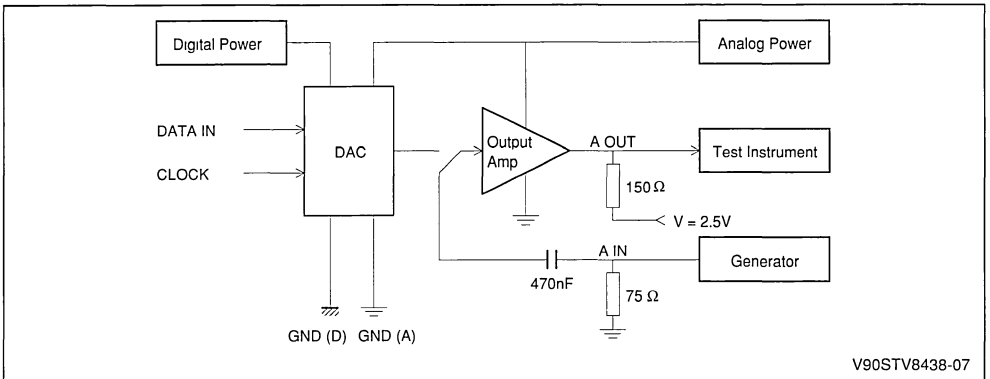 Digital Power
Analog Power
DATA IN
DAC
Output
Amp
A OUT
Test Instrument
CLOCK
150 Ω
V = 2.5V
A IN
Generator
470nF
75 Ω
GND (D) GND (A)
V90STV8438-07